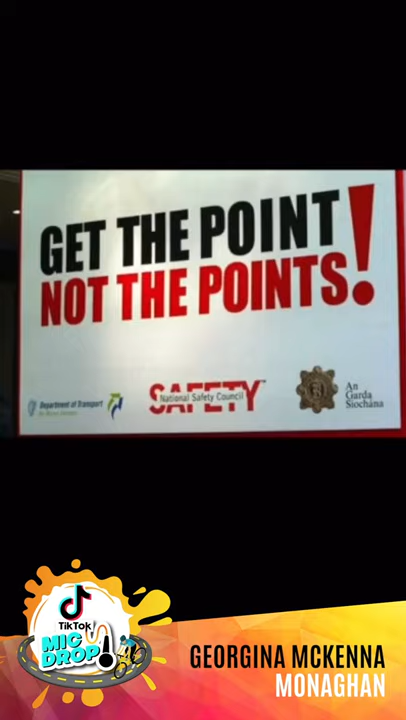 GET THE POINT!
NOT THE POINTS
Department of Transport
SAFETY
National Safety Council
An
Garda
Síochána
TikTok
MIC
DROP!
GEORGINA MCKENNA
MONAGHAN